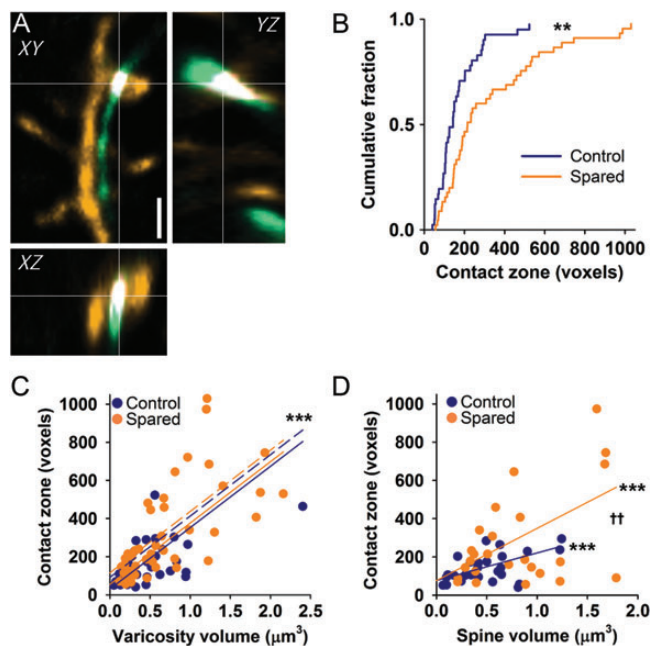 A
XY
YZ
XZ
B
Cumulative fraction
1.0
0.5
0.0
**
Control
Spared
0 200 400 600 800 1000
Contact zone (voxels)
C
Contact zone (voxels)
1000
800
600
400
200
0
Control
Spared
***
0.0 0.5 1.0 1.5 2.0 2.5
Varicosity volume (μm³)
D
Contact zone (voxels)
1000
800
600
400
200
0
Control
Spared
***
††
***
0.0 0.5 1.0 1.5 2.0
Spine volume (μm³)